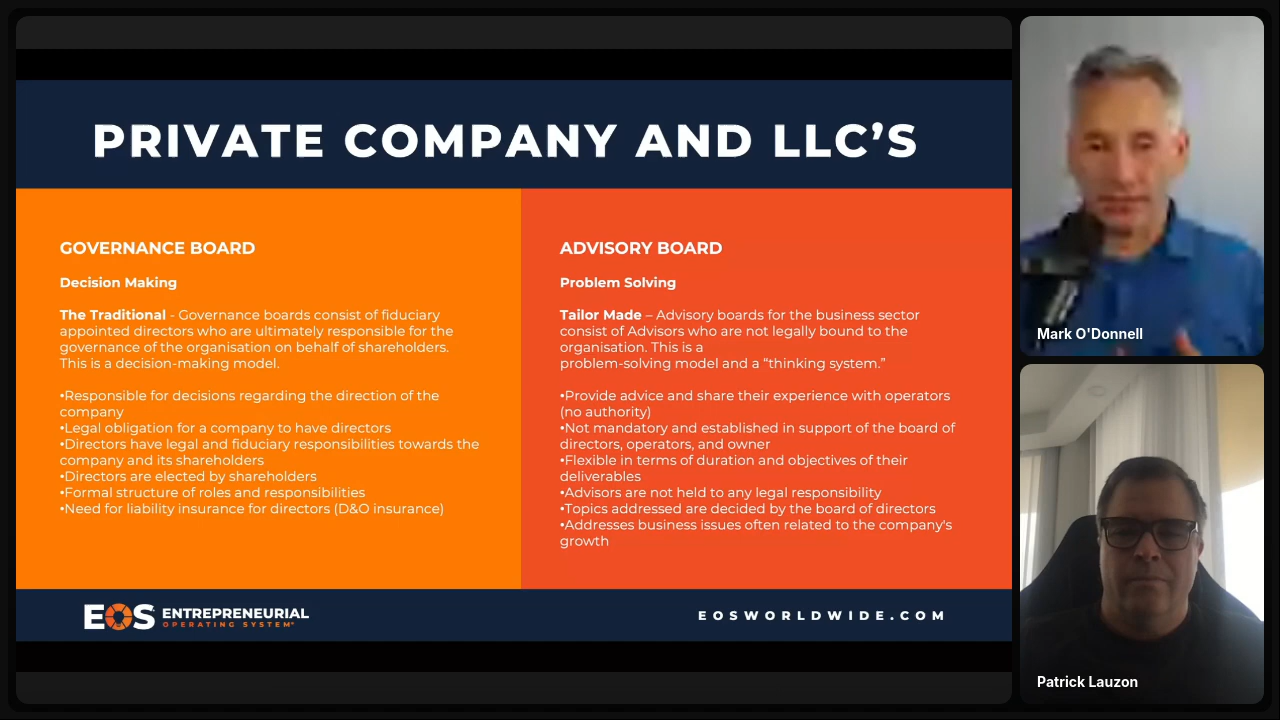 PRIVATE COMPANY AND LLC’S
GOVERNANCE BOARD
Decision Making
The Traditional - Governance boards consist of fiduciary
appointed directors who are ultimately responsible for the
governance of the organisation on behalf of shareholders.
This is a decision-making model.
•Responsible for decisions regarding the direction of the
company
•Legal obligation for a company to have directors
•Directors have legal and fiduciary responsibilities towards the
company and its shareholders
•Directors are elected by shareholders
•Formal structure of roles and responsibilities
•Need for liability insurance for directors (D&O insurance)
ADVISORY BOARD
Problem Solving
Tailor Made – Advisory boards for the business sector
consist of Advisors who are not legally bound to the
organisation. This is a
problem-solving model and a “thinking system.”
•Provide advice and share their experience with operators
(no authority)
•Not mandatory and established in support of the board of
directors, operators, and owner
•Flexible in terms of duration and objectives of their
deliverables
•Advisors are not held to any legal responsibility
•Topics addressed are decided by the board of directors
•Addresses business issues often related to the company's
growth
EOS ENTREPRENEURIAL
OPERATING SYSTEM
EOSWORLDWIDE.COM
Mark O'Donnell
Patrick Lauzon